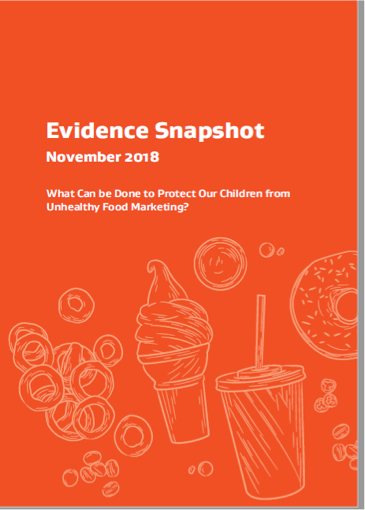 Evidence Snapshot
November 2018
What Can be Done to Protect Our Children from
Unhealthy Food Marketing?